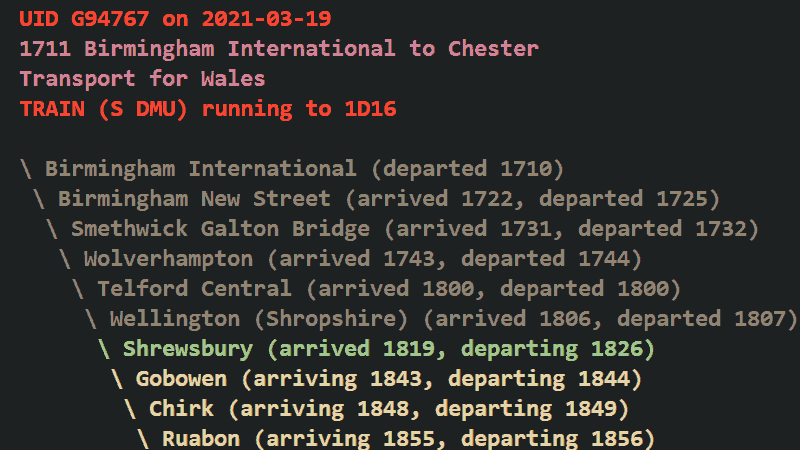 UID G94767 on 2021-03-19
1711 Birmingham International to Chester
Transport for Wales
TRAIN (S DMU) running to 1D16
\ Birmingham International (departed 1710)
\ Birmingham New Street (arrived 1722, departed 1725)
\ Smethwick Galton Bridge (arrived 1731, departed 1732)
\ Wolverhampton (arrived 1743, departed 1744)
\ Telford Central (arrived 1800, departed 1800)
\ Wellington (Shropshire) (arrived 1806, departed 1807)
\ Shrewsbury (arrived 1819, departing 1826)
\ Gobowen (arriving 1843, departing 1844)
\ Chirk (arriving 1848, departing 1849)
\ Ruabon (arriving 1855, departing 1856)